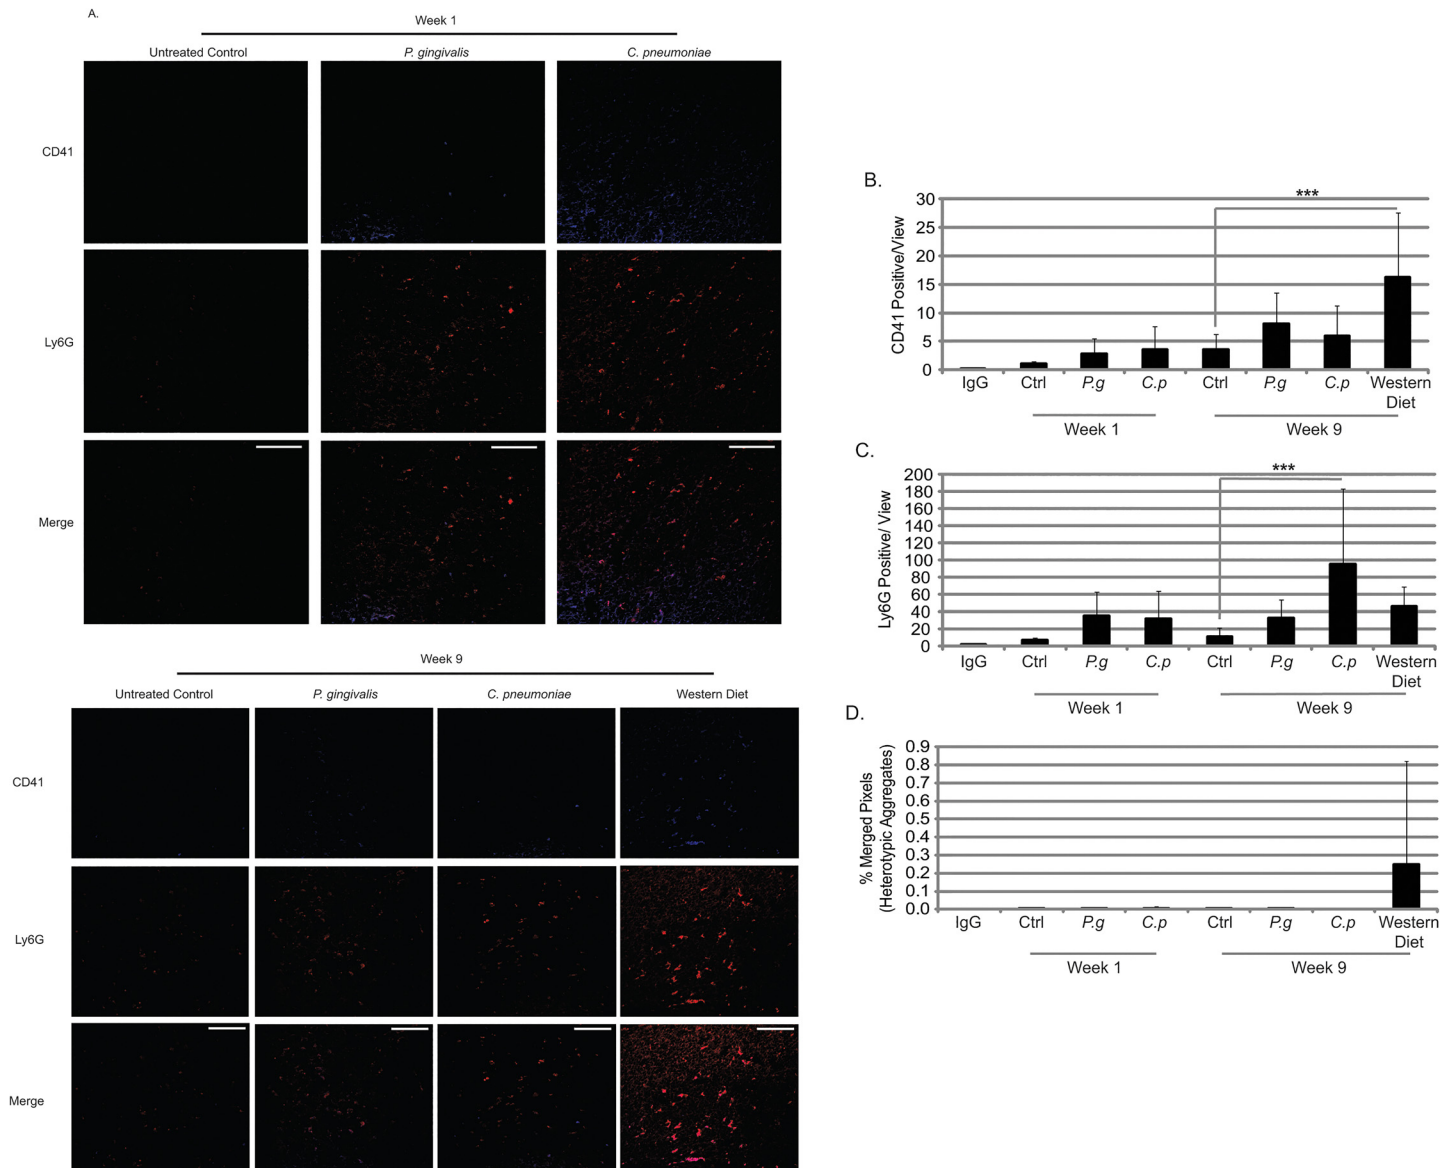 A.
Week 1
Untreated Control
P. gingivalis
C. pneumoniae
CD41
Ly6G
Merge
Week 9
Untreated Control
P. gingivalis
C. pneumoniae
Western Diet
CD41
Ly6G
Merge
B.
CD41 Positive/View
30
25
20
15
10
5
0
***
IgG
Ctrl
P.g
C.p
Ctrl
P.g
C.p
Western
Diet
Week 1
Week 9
C.
Ly6G Positive/ View
200
180
160
140
120
100
80
60
40
20
0
***
IgG
Ctrl
P.g
C.p
Ctrl
P.g
C.p
Western
Diet
Week 1
Week 9
D.
% Merged Pixels
(Heterotypic Aggregates)
0.9
0.8
0.7
0.6
0.5
0.4
0.3
0.2
0.1
0.0
IgG
Ctrl
P.g
C.p
Ctrl
P.g
C.p
Western
Diet
Week 1
Week 9